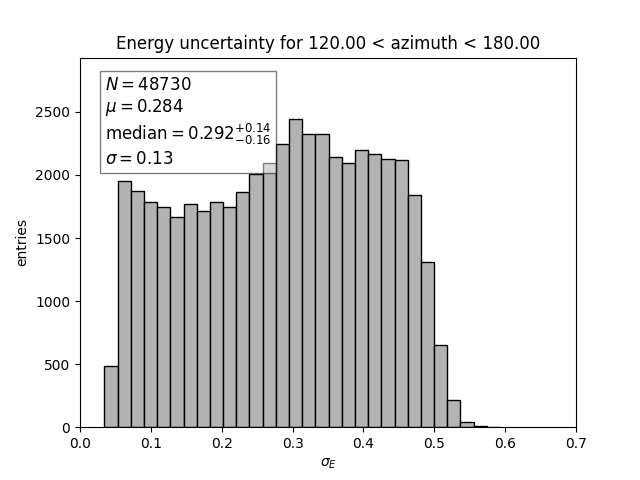 Energy uncertainty for 120.00 < azimuth < 180.00
N = 48730
μ = 0.284
median = 0.292+0.14−0.16
σ = 0.13
entries
2500
2000
1500
1000
500
0
0.0 0.1 0.2 0.3 0.4 0.5 0.6 0.7
σE